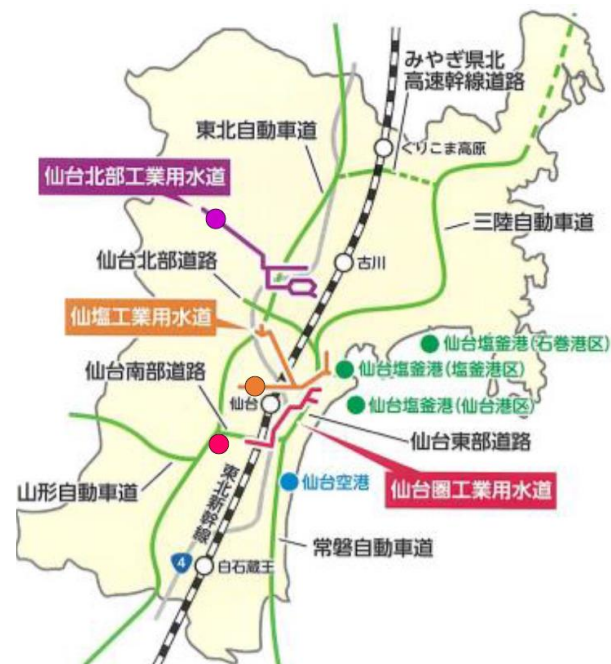 みやぎ県北
高速幹線道路
東北自動車道
くりこま高原
仙台北部工業用水道
三陸自動車道
仙台北部道路
古川
仙塩工業用水道
仙台塩釜港(石巻港区)
仙台塩釜港(塩釜港区)
仙台南部道路
仙台
仙台塩釜港(仙台港区)
仙台東部道路
山形自動車道
東北新幹線
仙台空港
仙台圏工業用水道
常磐自動車道
4
白石蔵王